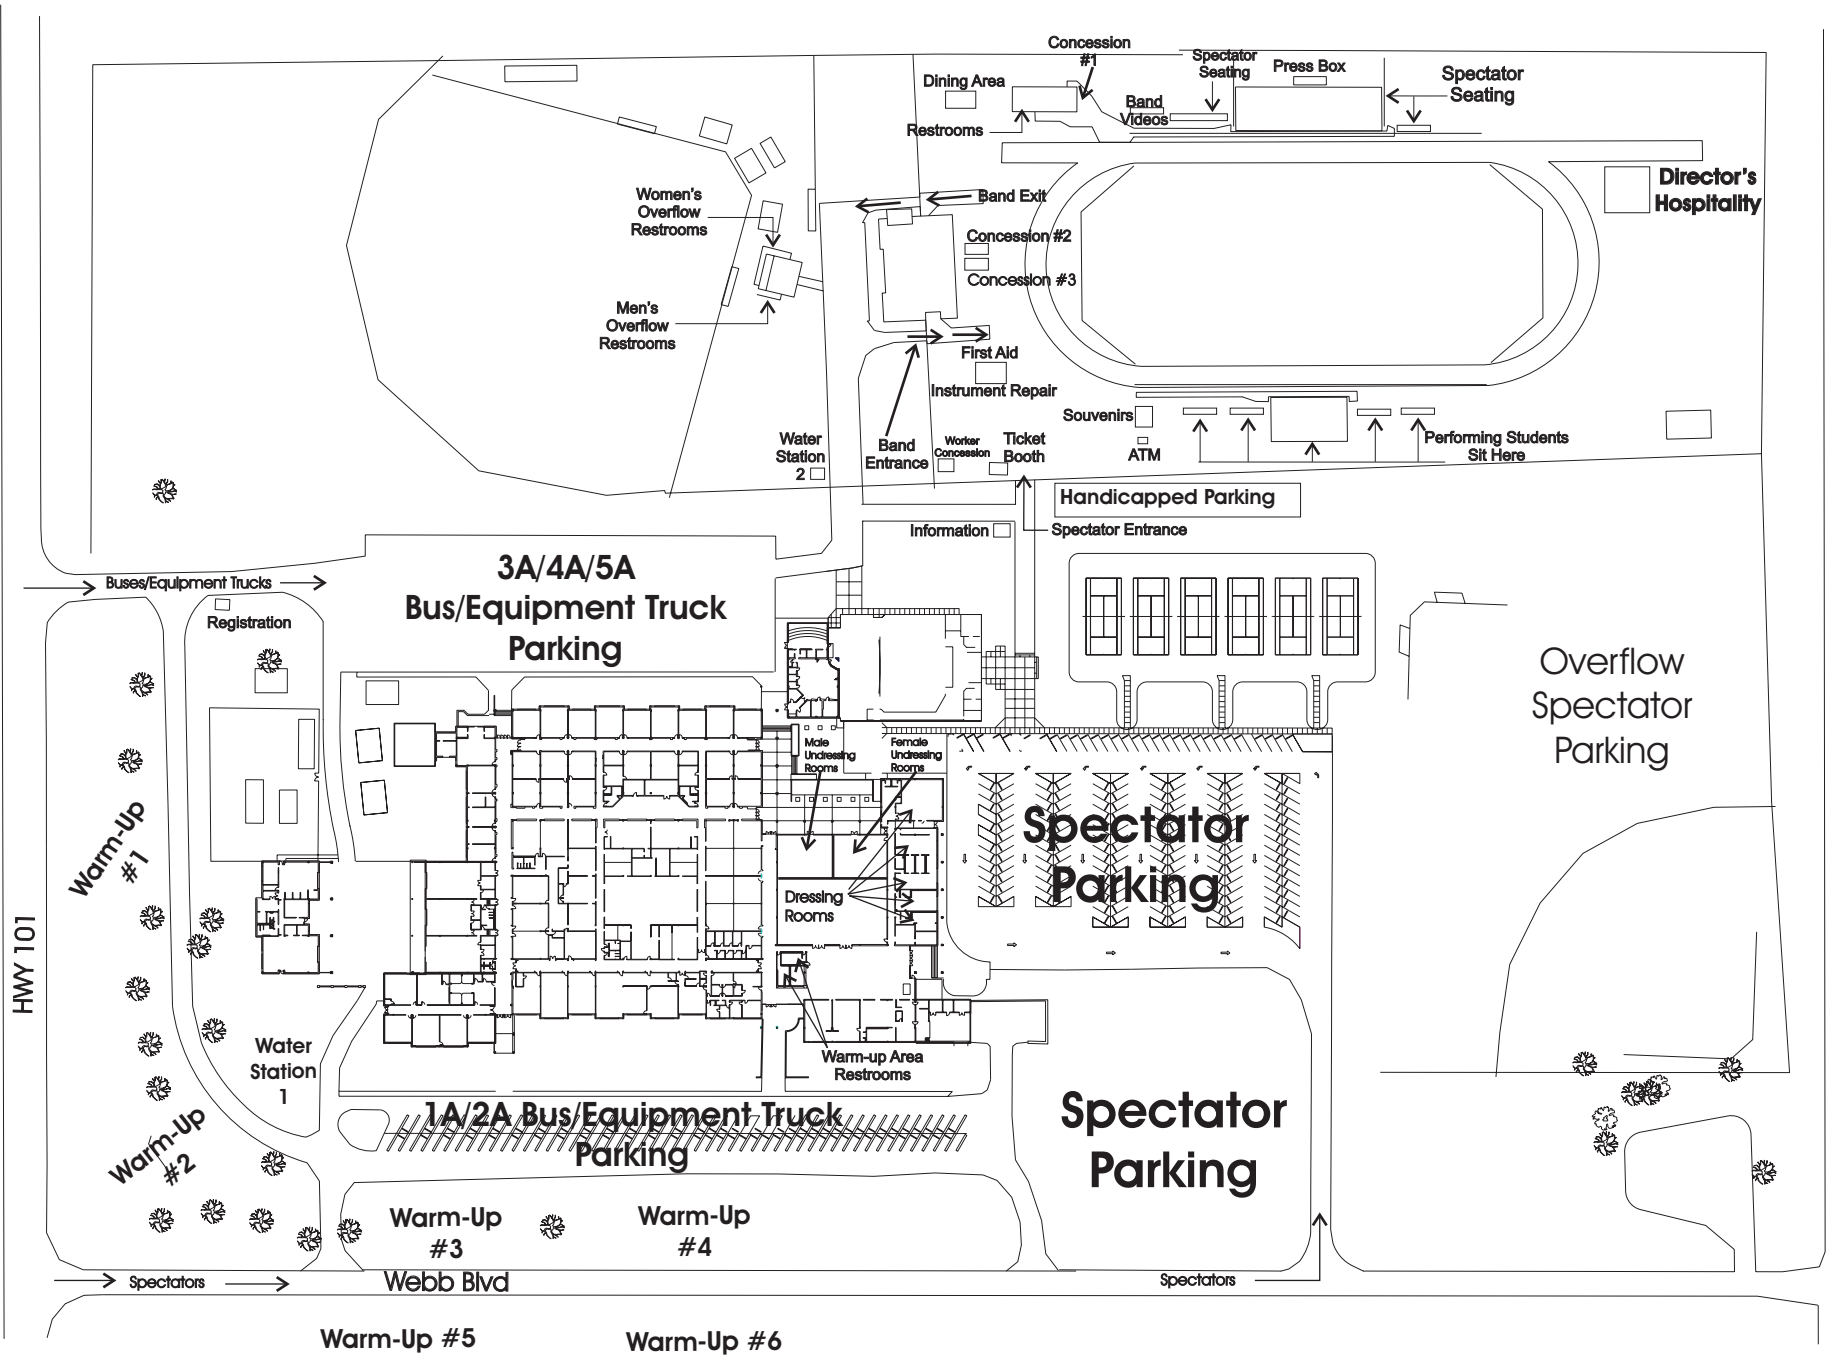 Concession
#1
Spectator
Seating
Press Box
Spectator
Seating
Dining Area
Band
Videos
Restrooms
Director's
Hospitality
Women's
Overflow
Restrooms
Band Exit
Concession #2
Concession #3
Men's
Overflow
Restrooms
First Aid
Instrument Repair
Souvenirs
ATM
Performing Students
Sit Here
Water
Station
2
Band
Entrance
Worker
Concession
Ticket
Booth
Handicapped Parking
Information
Spectator Entrance
Buses/Equipment Trucks
3A/4A/5A
Bus/Equipment Truck
Parking
Registration
Overflow
Spectator
Parking
Male
Undressing
Rooms
Female
Undressing
Rooms
Spectator
Parking
Warm-Up
#1
Dressing
Rooms
HWY 101
Water
Station
1
Warm-up Area
Restrooms
1A/2A Bus/Equipment Truck
Parking
Spectator
Parking
Warm-Up
#2
Warm-Up
#3
Warm-Up
#4
Spectators
Webb Blvd
Spectators
Warm-Up #5
Warm-Up #6